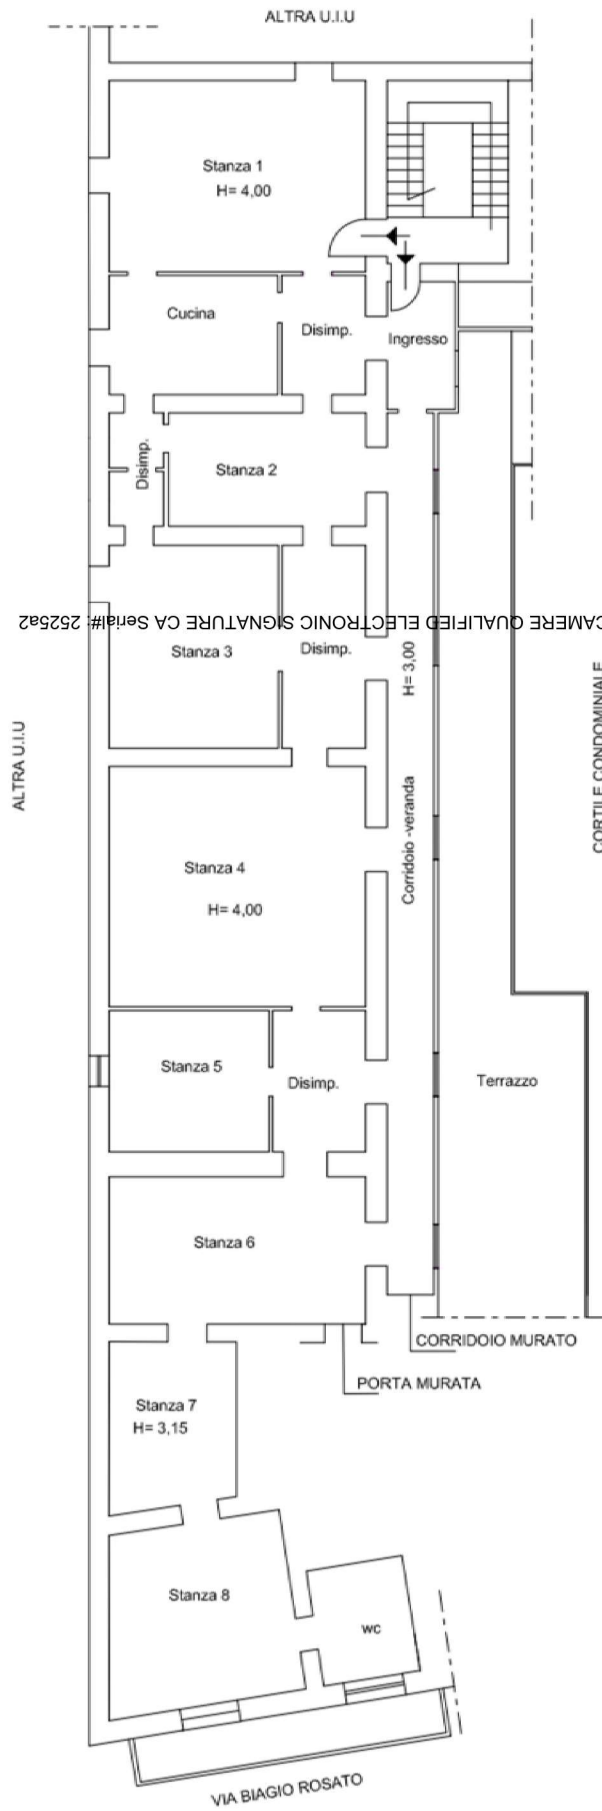 ALTRA U.I.U
Stanza 1
H= 4,00
Cucina
Disimp.
Ingresso
Disimp.
Stanza 2
CAMERE QUALIFIED ELECTRONIC SIGNATURE CA Serial#: 2525a2
Stanza 3
Disimp.
H= 3,00
CORTILE CONDOMINIALE
ALTRA U.I.U
Corridoio -veranda
Stanza 4
H= 4,00
Stanza 5
Disimp.
Terrazzo
Stanza 6
CORRIDOIO MURATO
PORTA MURATA
Stanza 7
H= 3,15
Stanza 8
wc
VIA BIAGIO ROSATO